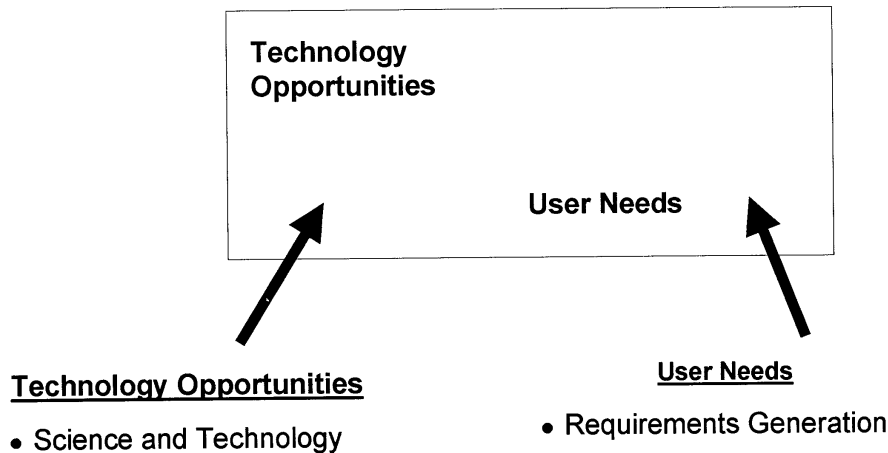 Technology
Opportunities
User Needs
Technology Opportunities
• Science and Technology
User Needs
• Requirements Generation